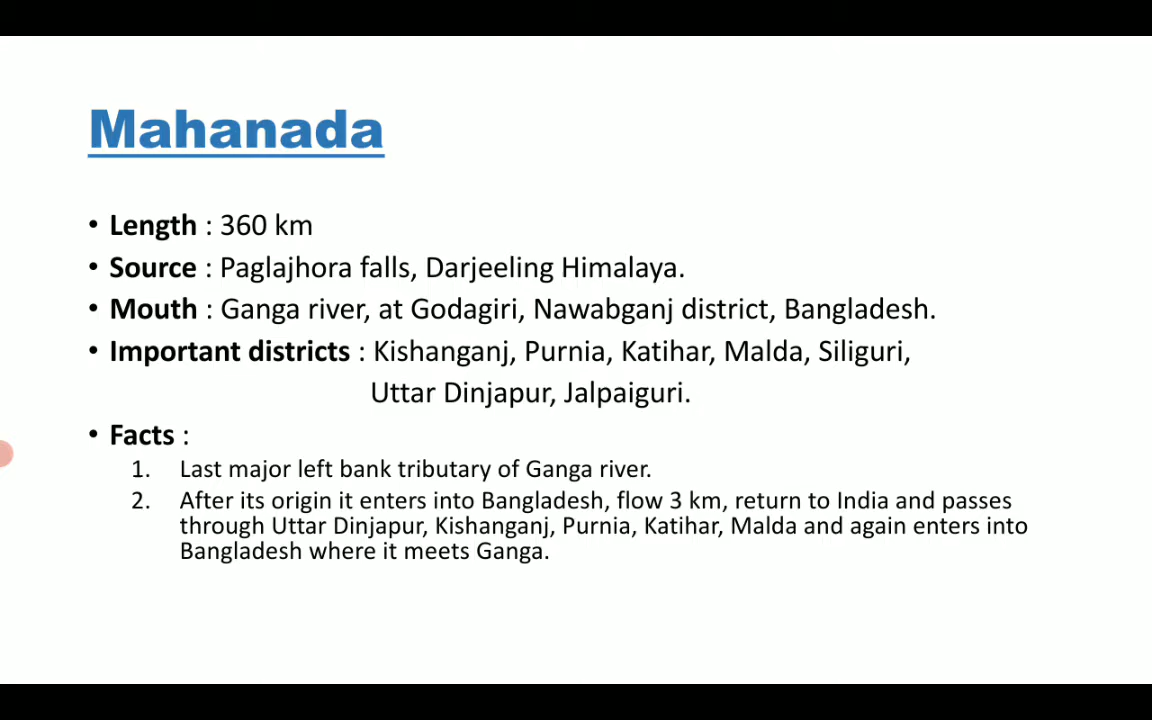 Mahanada
• Length : 360 km
• Source : Paglajhora falls, Darjeeling Himalaya.
• Mouth : Ganga river, at Godagiri, Nawabganj district, Bangladesh.
• Important districts : Kishanganj, Purnia, Katihar, Malda, Siliguri,
Uttar Dinjapur, Jalpaiguri.
• Facts :
1. Last major left bank tributary of Ganga river.
2. After its origin it enters into Bangladesh, flow 3 km, return to India and passes
through Uttar Dinjapur, Kishanganj, Purnia, Katihar, Malda and again enters into
Bangladesh where it meets Ganga.